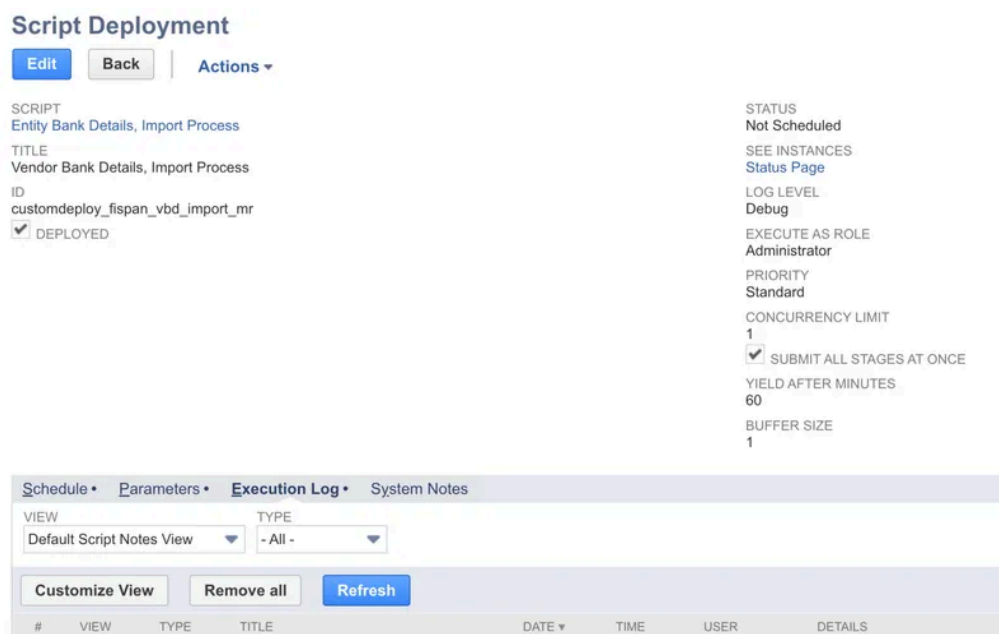 Script Deployment
Edit Back Actions
SCRIPT
Entity Bank Details, Import Process
TITLE
Vendor Bank Details, Import Process
ID
customdeploy_fispan_vbd_import_mr
DEPLOYED
STATUS
Not Scheduled
SEE INSTANCES
Status Page
LOG LEVEL
Debug
EXECUTE AS ROLE
Administrator
PRIORITY
Standard
CONCURRENCY LIMIT
1
SUBMIT ALL STAGES AT ONCE
YIELD AFTER MINUTES
60
BUFFER SIZE
1
Schedule • Parameters • Execution Log • System Notes
VIEW TYPE
Default Script Notes View - All -
Customize View Remove all Refresh
# VIEW TYPE TITLE DATE TIME USER DETAILS